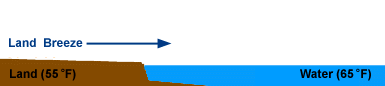 Land Breeze
Land (55 °F)
Water (65 °F)